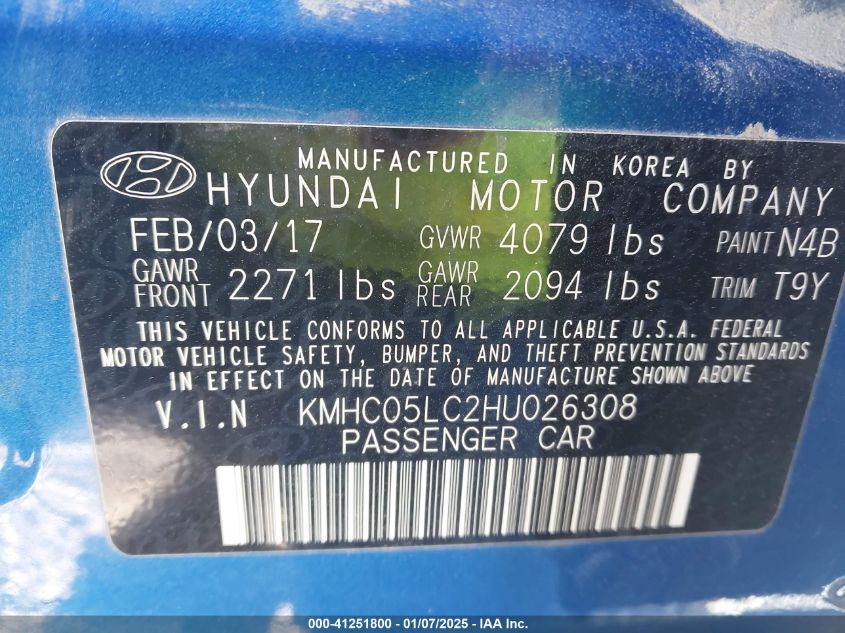 MANUFACTURED IN KOREA BY
HYUNDAI MOTOR COMPANY
FEB/03/17 GVWR 4079 lbs PAINT N4B
GAWR FRONT 2271 lbs GAWR REAR 2094 lbs TRIM T9Y
THIS VEHICLE CONFORMS TO ALL APPLICABLE U.S.A. FEDERAL
MOTOR VEHICLE SAFETY, BUMPER, AND THEFT PREVENTION STANDARDS
IN EFFECT ON THE DATE OF MANUFACTURE SHOWN ABOVE
V.I.N KMHC05LC2HU026308
PASSENGER CAR
000-41251800 - 01/07/2025 - IAA Inc.